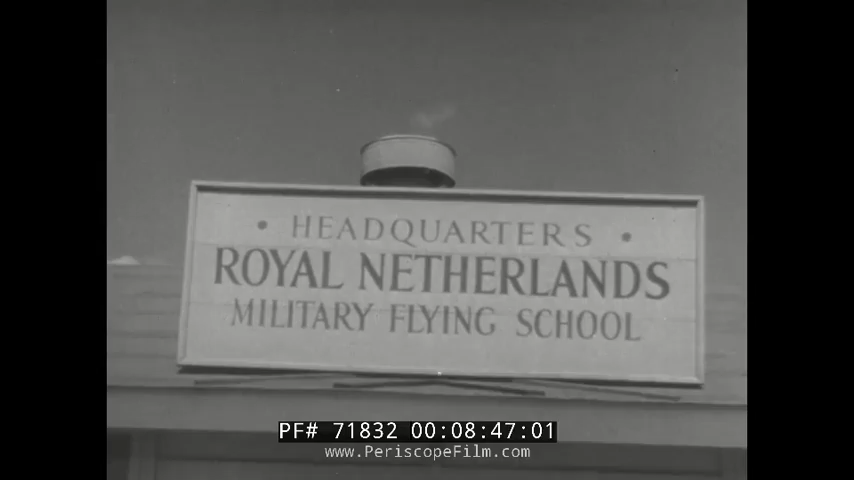 • HEADQUARTERS •
ROYAL NETHERLANDS
MILITARY FLYING SCHOOL
PF# 71832 00:08:47:01
www.PeriscopeFilm.com